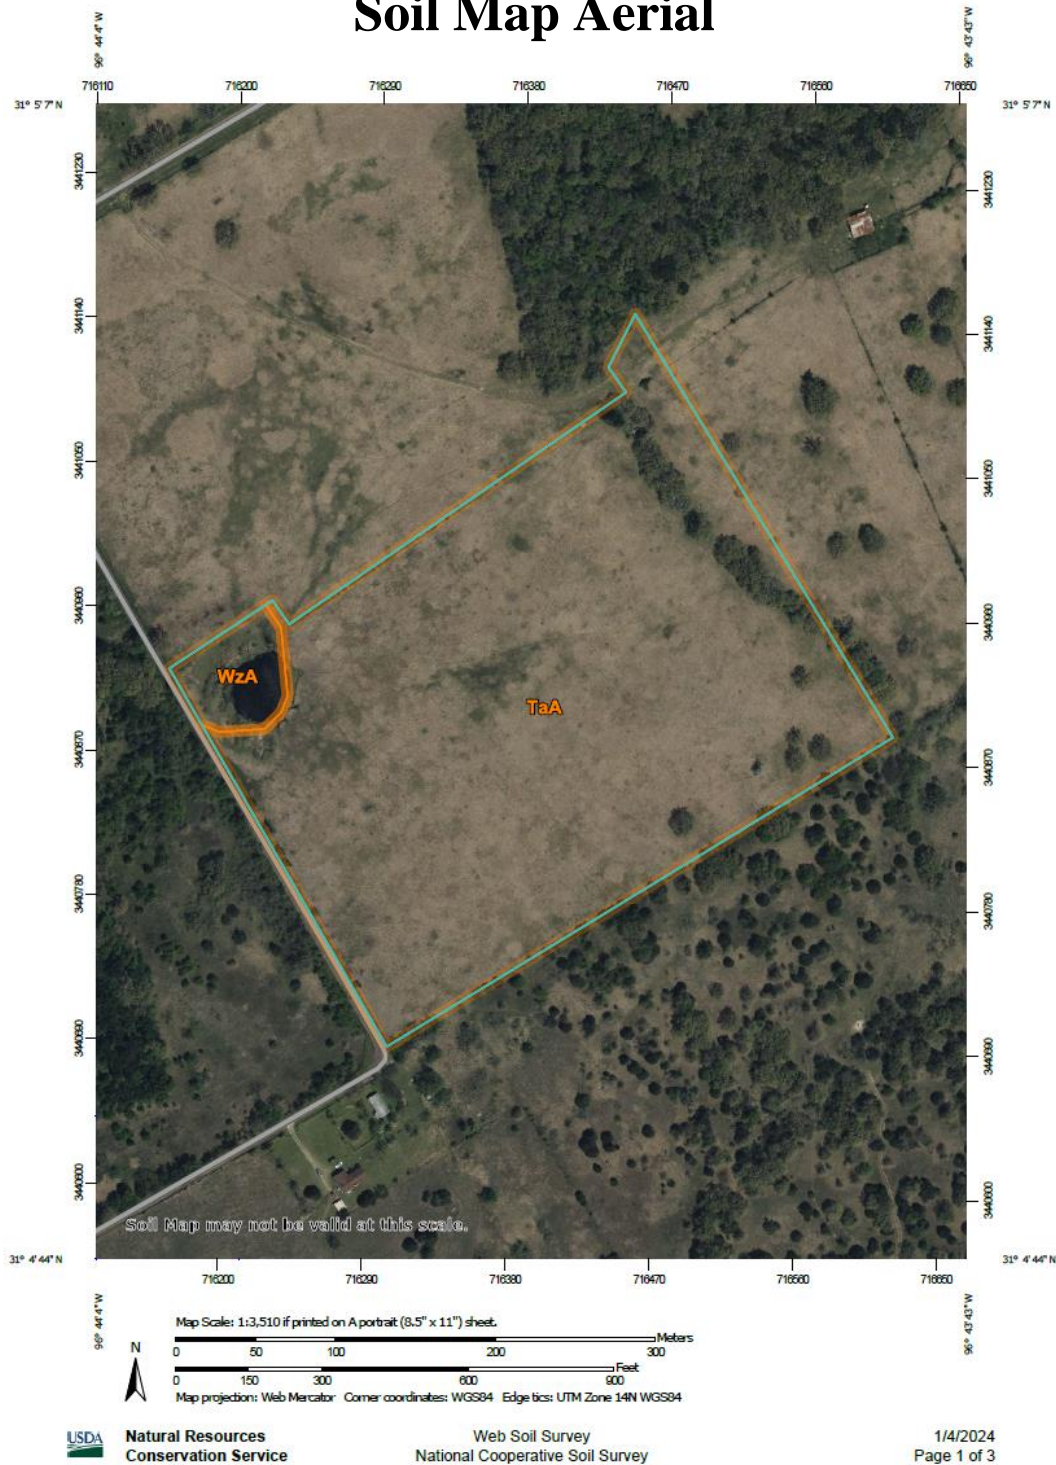 Soil Map Aerial
96° 44' 4" W
96° 43' 43" W
716110 716200 716290 716380 716470 716560 716650
31° 5' 7" N
31° 5' 7" N
3441230
3441230
3441140
3441140
3441050
3441050
3440960
3440960
WzA
TaA
3440870
3440870
3440780
3440780
3440690
3440690
3440600
3440600
Soil Map may not be valid at this scale.
31° 4' 44" N
31° 4' 44" N
716200 716290 716380 716470 716560 716650
96° 44' 4" W
96° 43' 43" W
Map Scale: 1:3,510 if printed on A portrait (8.5" x 11") sheet.
Meters
0 50 100 200 300
Feet
0 150 300 600 900
N
Map projection: Web Mercator Corner coordinates: WGS84 Edge tics: UTM Zone 14N WGS84
USDA
Natural Resources
Conservation Service
Web Soil Survey
National Cooperative Soil Survey
1/4/2024
Page 1 of 3